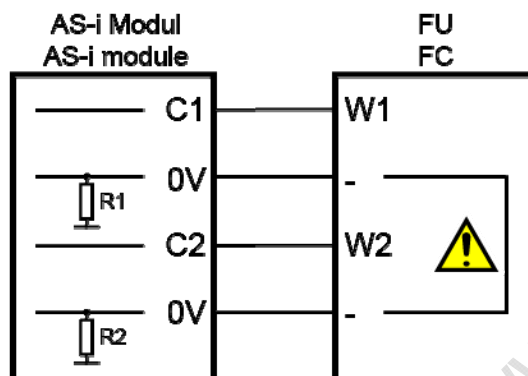 AS-i Modul
AS-i module
FU
FC
C1
W1
0V
-
R1
C2
W2
0V
-
R2